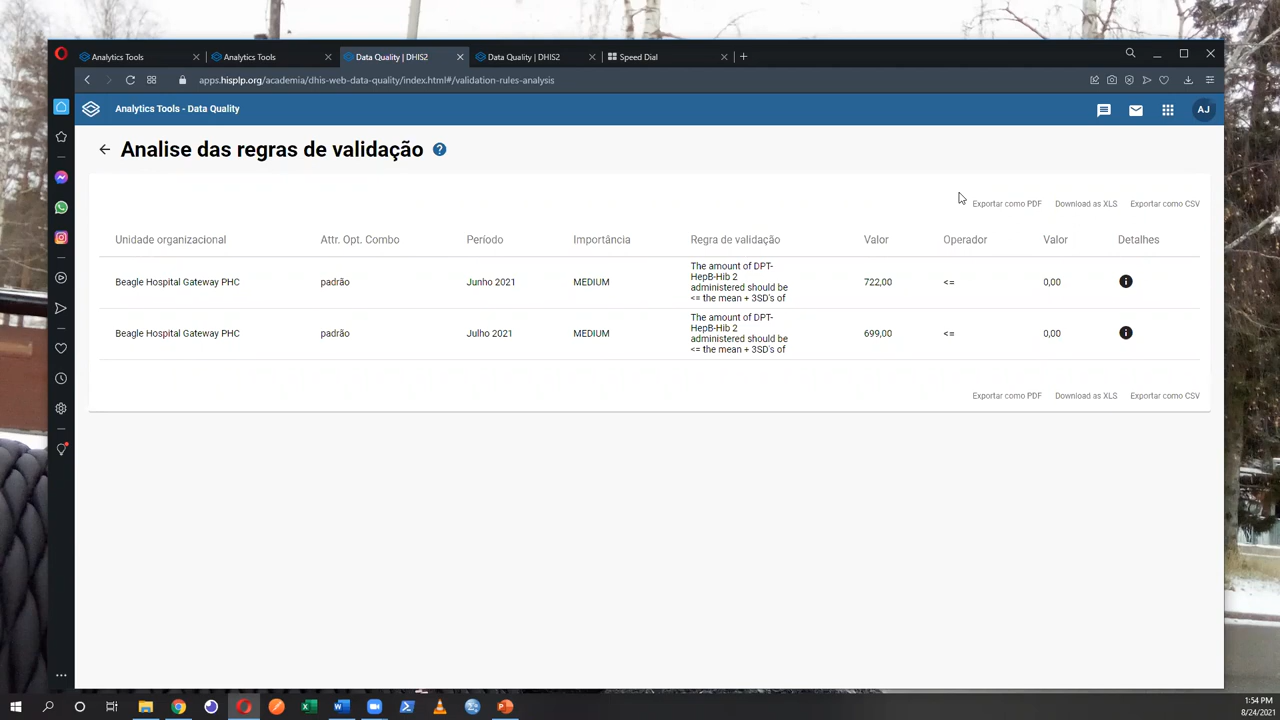 Analytics Tools
Analytics Tools
Data Quality | DHIS2
Data Quality | DHIS2
Speed Dial
apps.hisplp.org/academia/dhis-web-data-quality/index.html#/validation-rules-analysis
Analytics Tools - Data Quality
AJ
Analise das regras de validação
Exportar como PDF Download as XLS Exportar como CSV
Unidade organizacional Attr. Opt. Combo Período Importância Regra de validação Valor Operador Valor Detalhes
The amount of DPT-
HepB-Hib 2
Beagle Hospital Gateway PHC padrão Junho 2021 MEDIUM administered should be 722,00 <= 0,00
<= the mean + 3SD's of
The amount of DPT-
HepB-Hib 2
Beagle Hospital Gateway PHC padrão Julho 2021 MEDIUM administered should be 699,00 <= 0,00
<= the mean + 3SD's of
Exportar como PDF Download as XLS Exportar como CSV
1:54 PM
8/24/2021